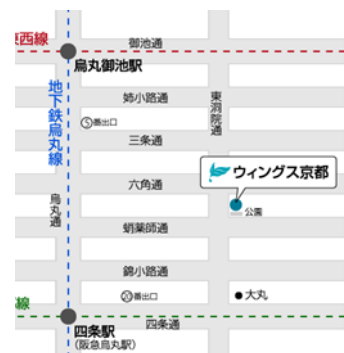 東西線
御池通
烏丸御池駅
地下鉄烏丸線
姉小路通
東洞院通
⑤番出口
三条通
六角通
ウィングス京都
烏丸通
公園
蛸薬師通
錦小路通
⑳番出口
大丸
線
四条駅
(阪急烏丸駅)
四条通